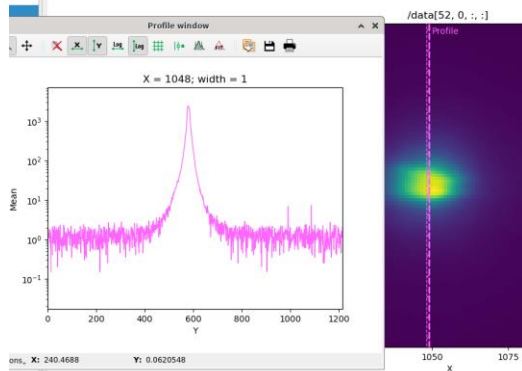 Profile window
/data[52, 0, :, :]
Profile
X = 1048; width = 1
10³
10²
10¹
10⁰
10⁻¹
Mean
0 200 400 600 800 1000 1200
Y
1050 1075
X
X: 240.4688 Y: 0.0620548